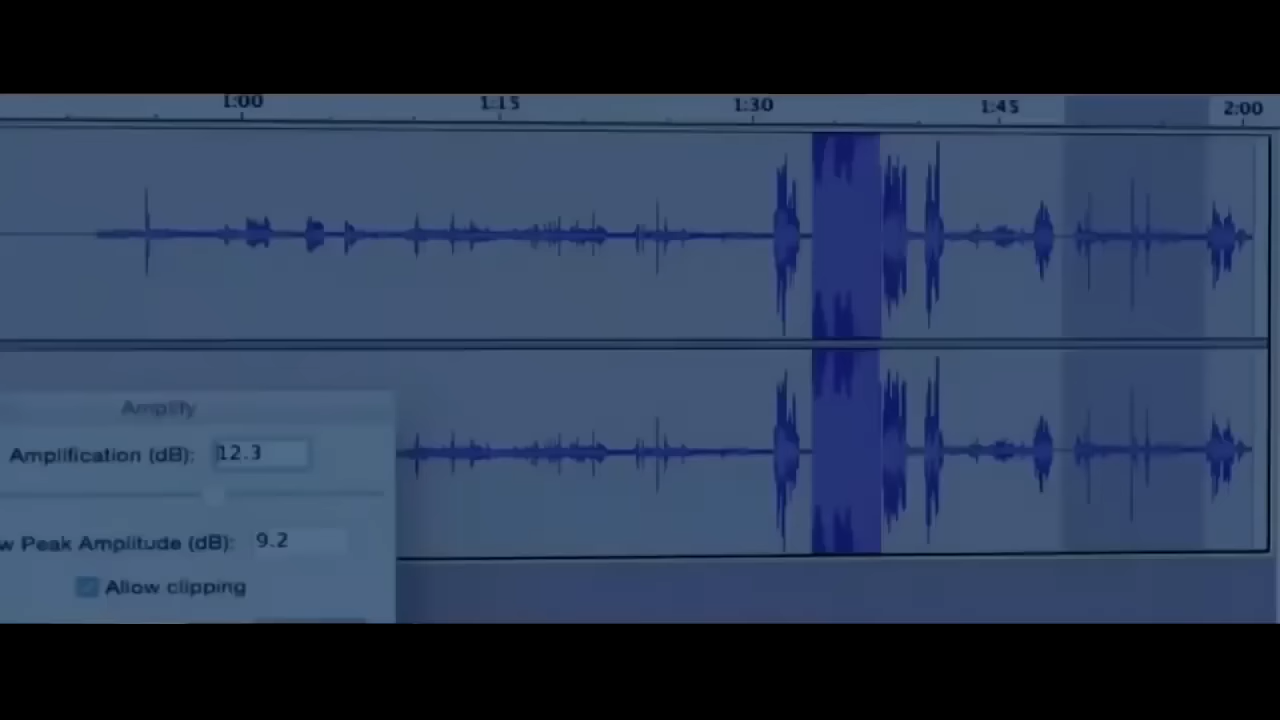 1:00 1:15 1:30 1:45 2:00
Amplify
Amplification (dB): 12.3
w Peak Amplitude (dB): 9.2
Allow clipping